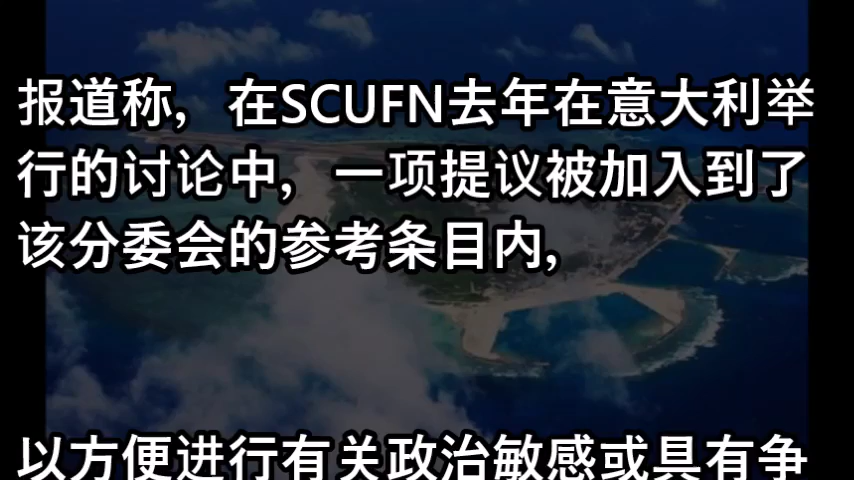 报道称，在SCUFN去年在意大利举
行的讨论中，一项提议被加入到了
该分委会的参考条目内，
以方便进行有关政治敏感或具有争